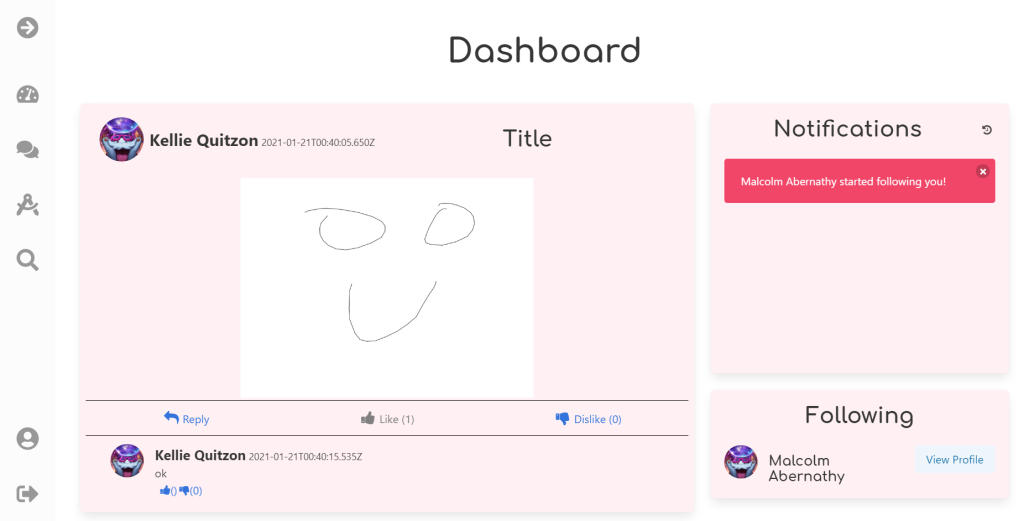 Dashboard
Kellie Quitzon 2021-01-21T00:40:05.650Z
Title
Reply
Like (1)
Dislike (0)
Kellie Quitzon 2021-01-21T00:40:15.535Z
ok
() (0)
Notifications
Malcolm Abernathy started following you!
Following
Malcolm
Abernathy
View Profile